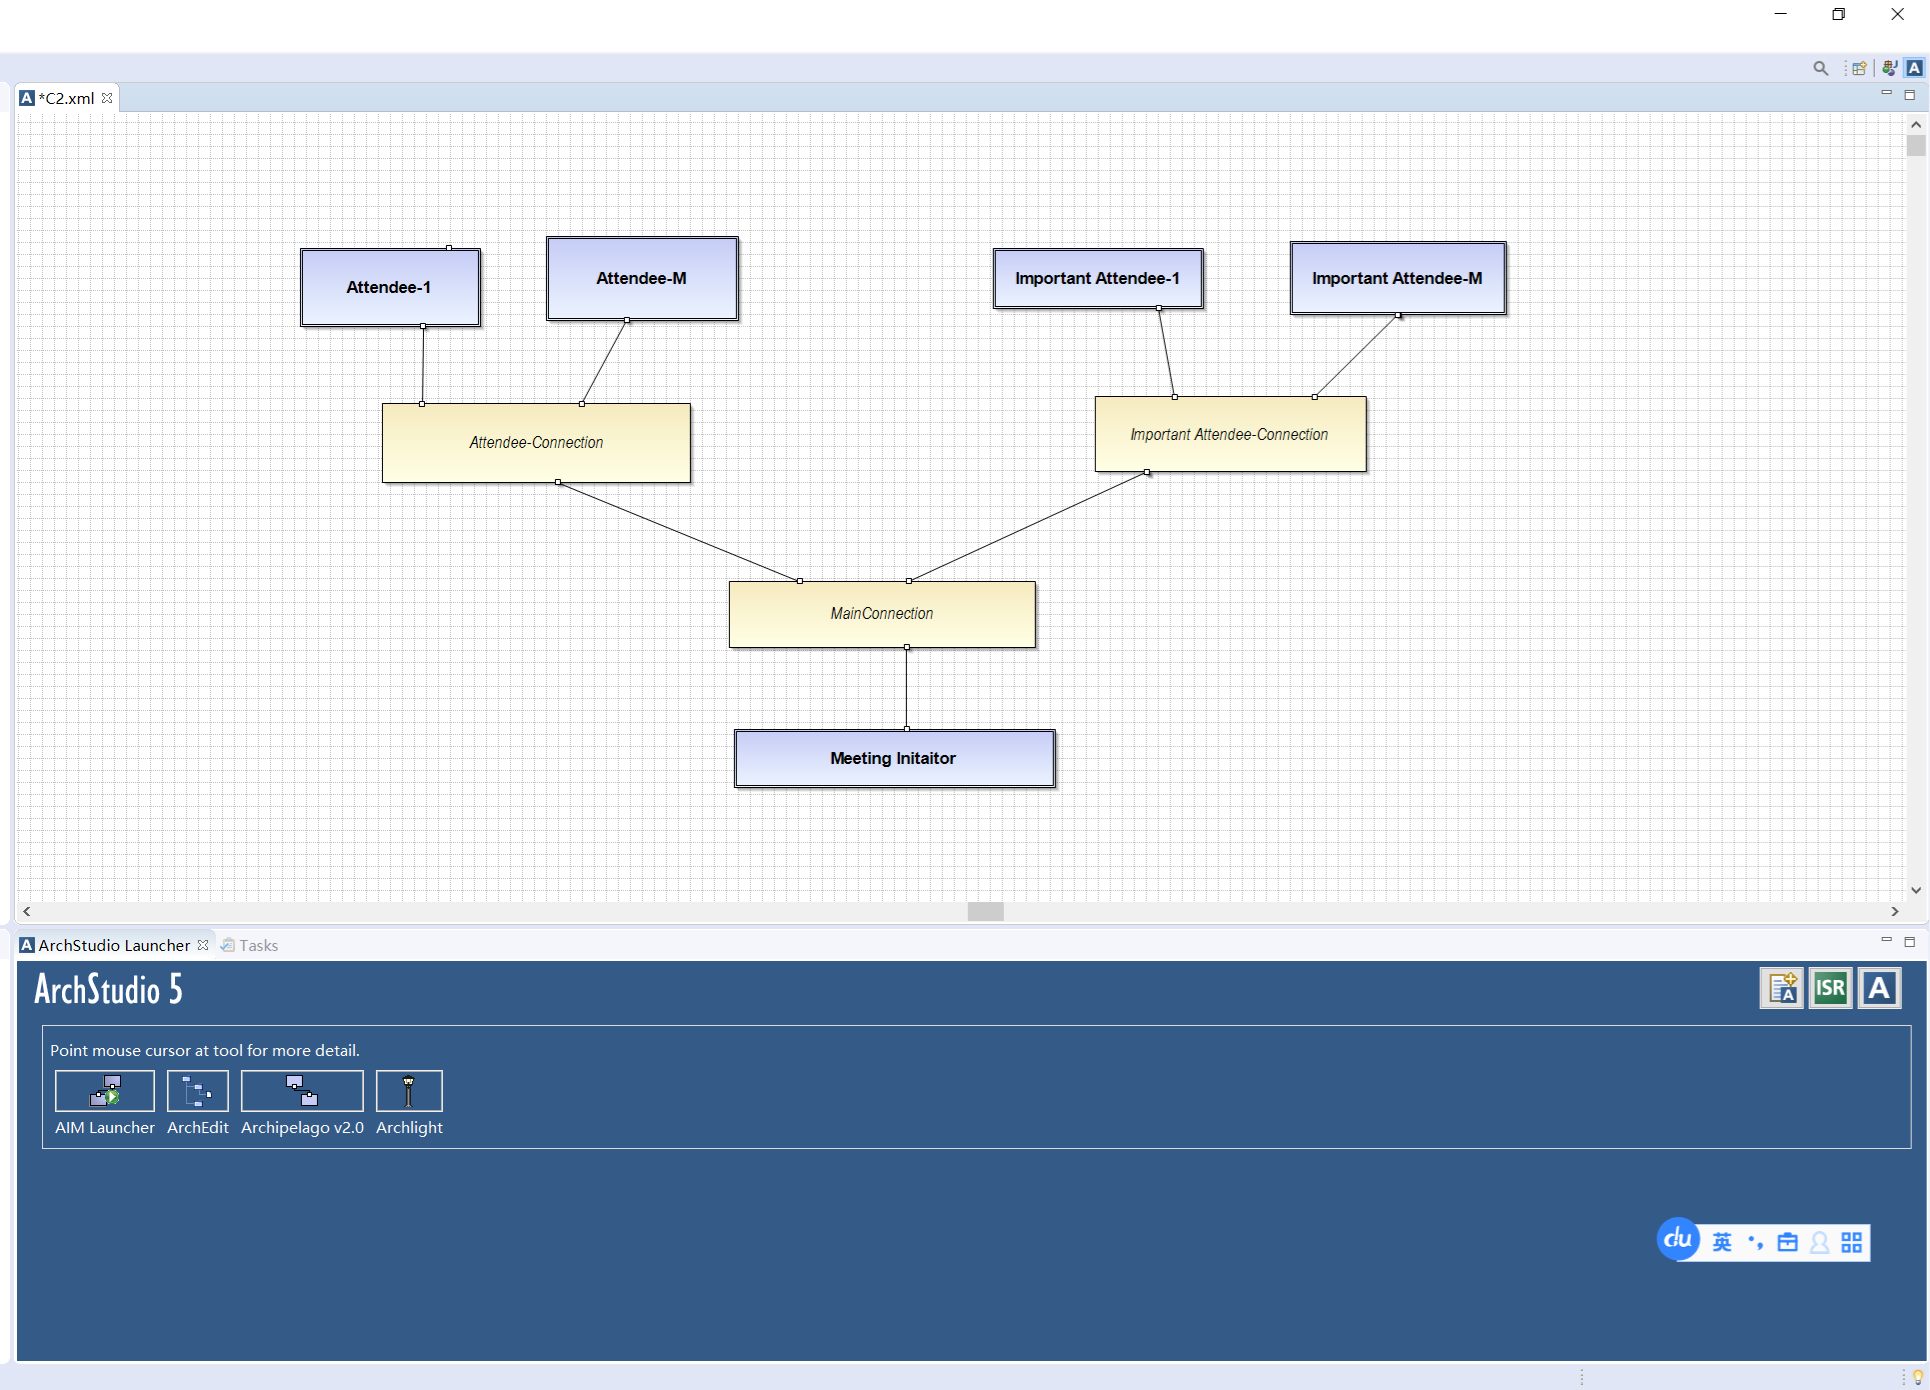 *C2.xml
Attendee-1
Attendee-M
Important Attendee-1
Important Attendee-M
Attendee-Connection
Important Attendee-Connection
MainConnection
Meeting Initaitor
ArchStudio Launcher
Tasks
ArchStudio 5
ISR
A
Point mouse cursor at tool for more detail.
AIM Launcher
ArchEdit
Archipelago v2.0
Archlight
du 英